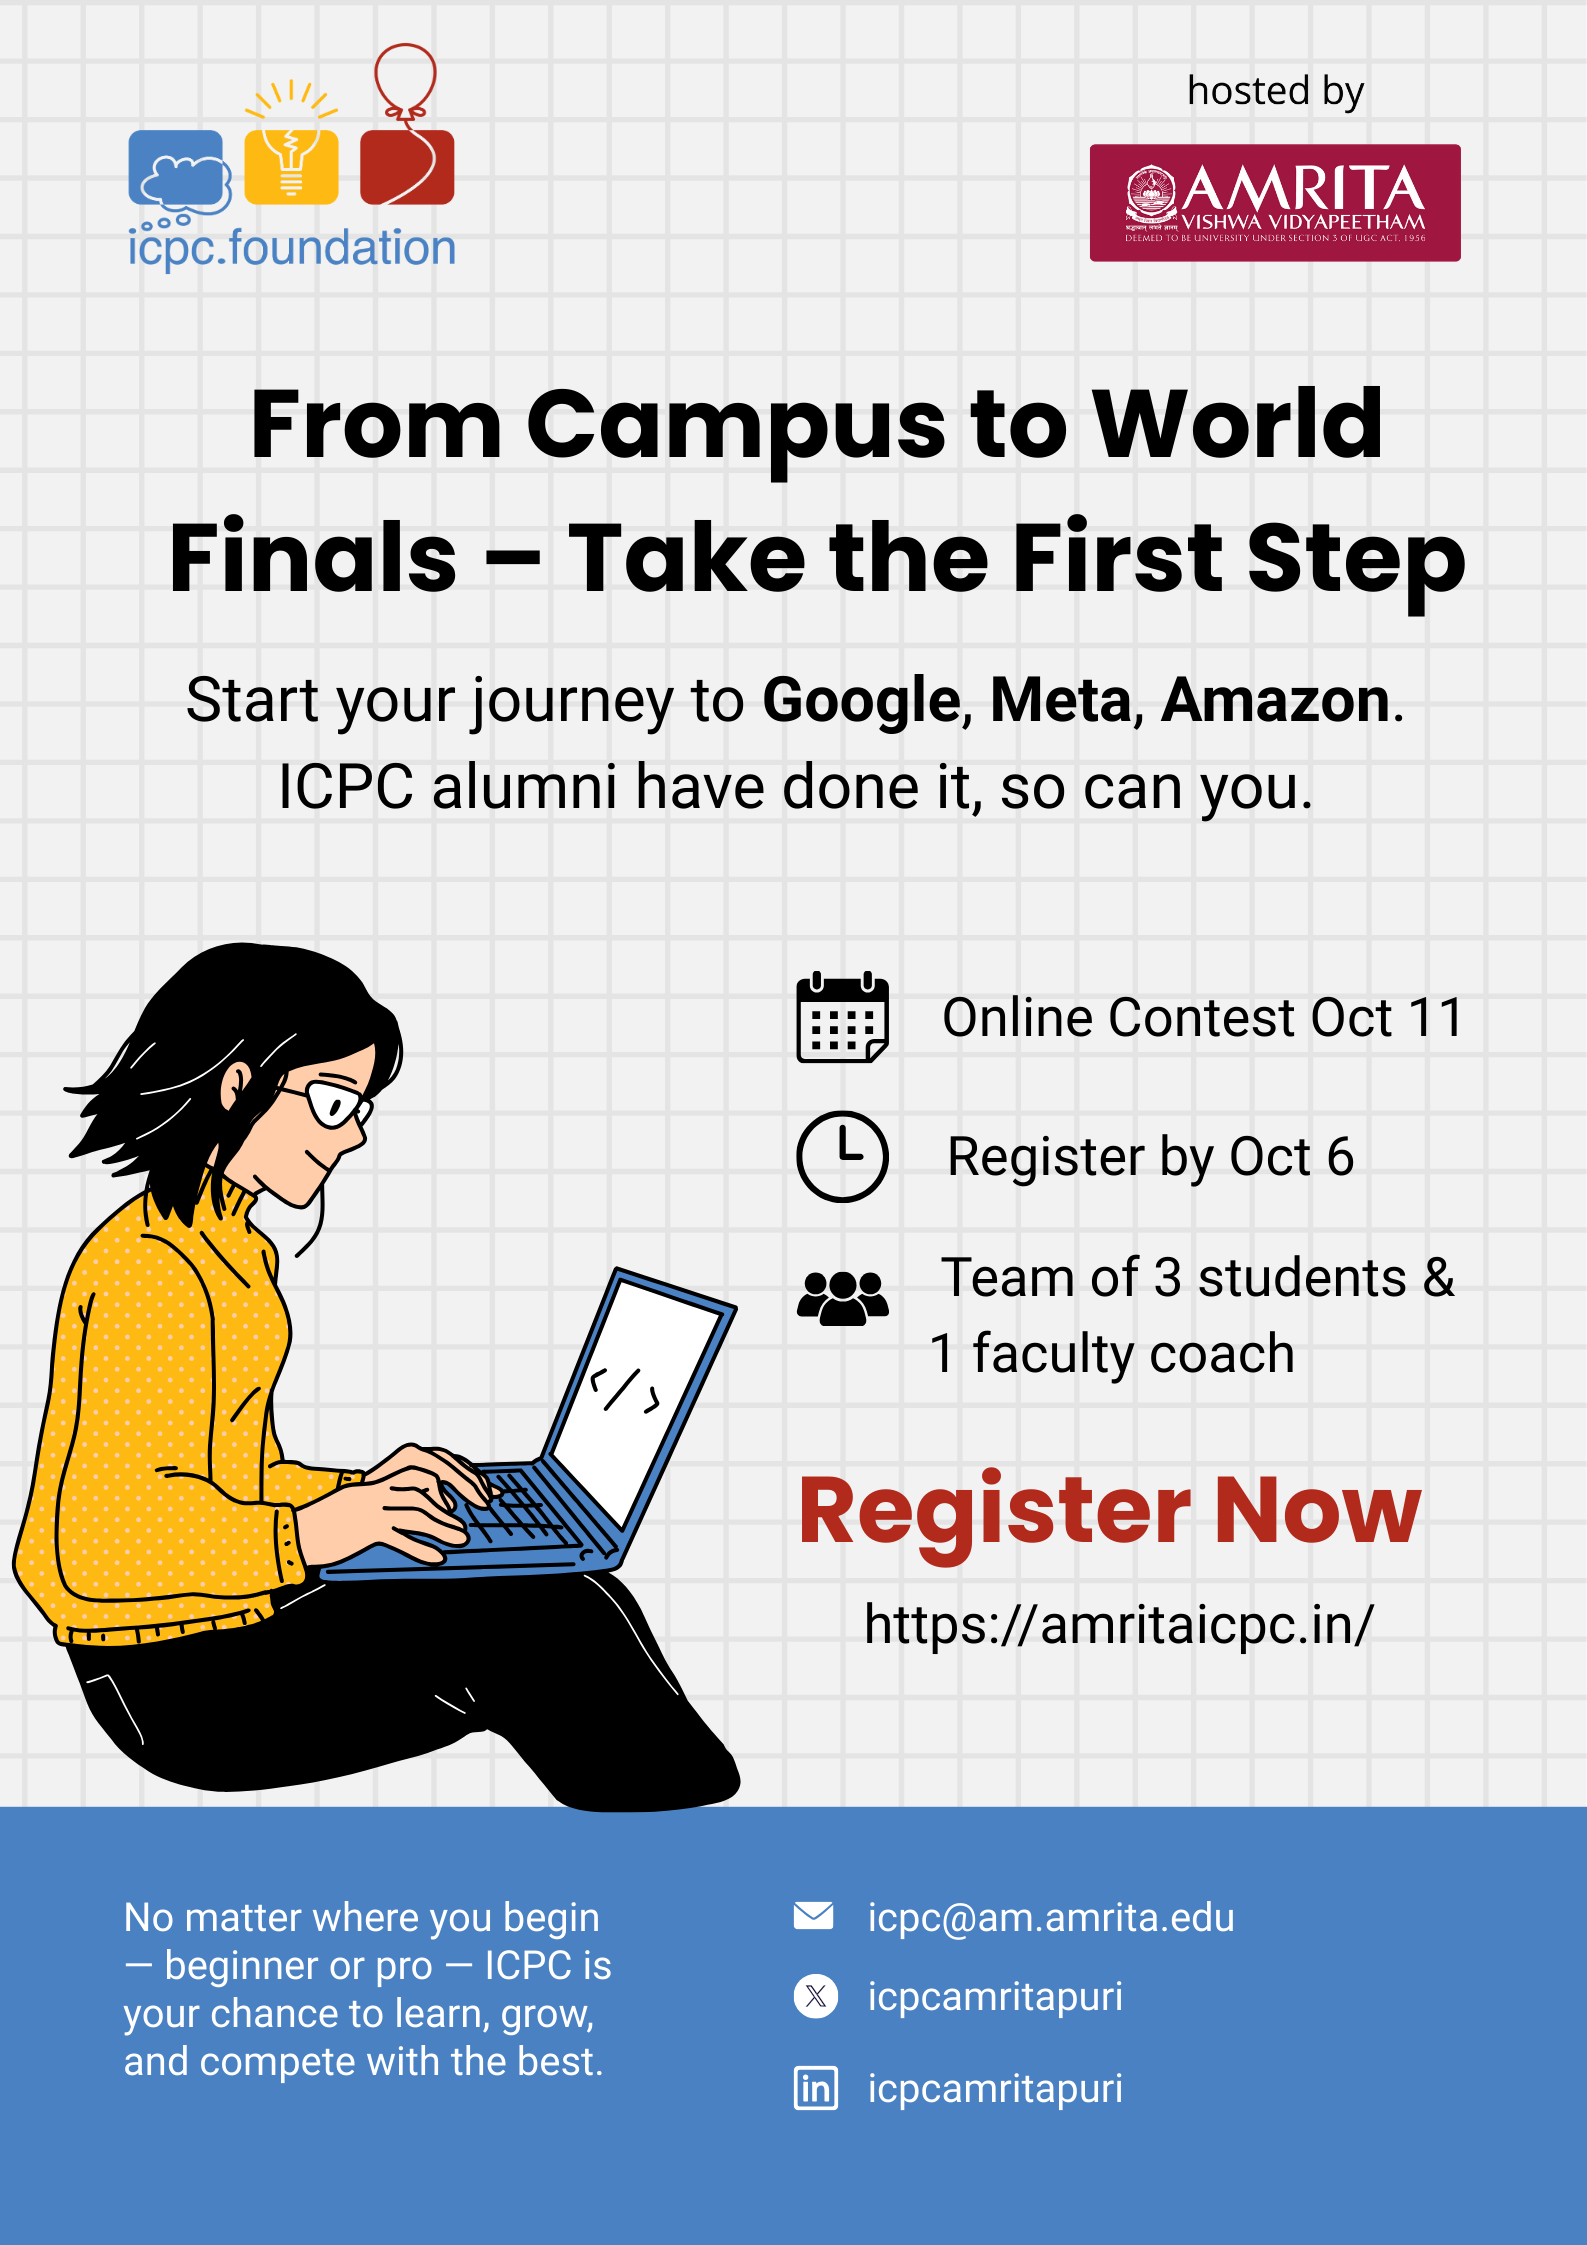 icpc.foundation
hosted by
AMRITA
VISHWA VIDYAPEETHAM
DEEMED TO BE UNIVERSITY UNDER SECTION 3 OF UGC ACT, 1956
From Campus to World
Finals – Take the First Step
Start your journey to Google, Meta, Amazon.
ICPC alumni have done it, so can you.
Online Contest Oct 11
Register by Oct 6
Team of 3 students &
1 faculty coach
</>
Register Now
https://amritaicpc.in/
No matter where you begin
— beginner or pro — ICPC is
your chance to learn, grow,
and compete with the best.
icpc@am.amrita.edu
X icpcamritapuri
in icpcamritapuri